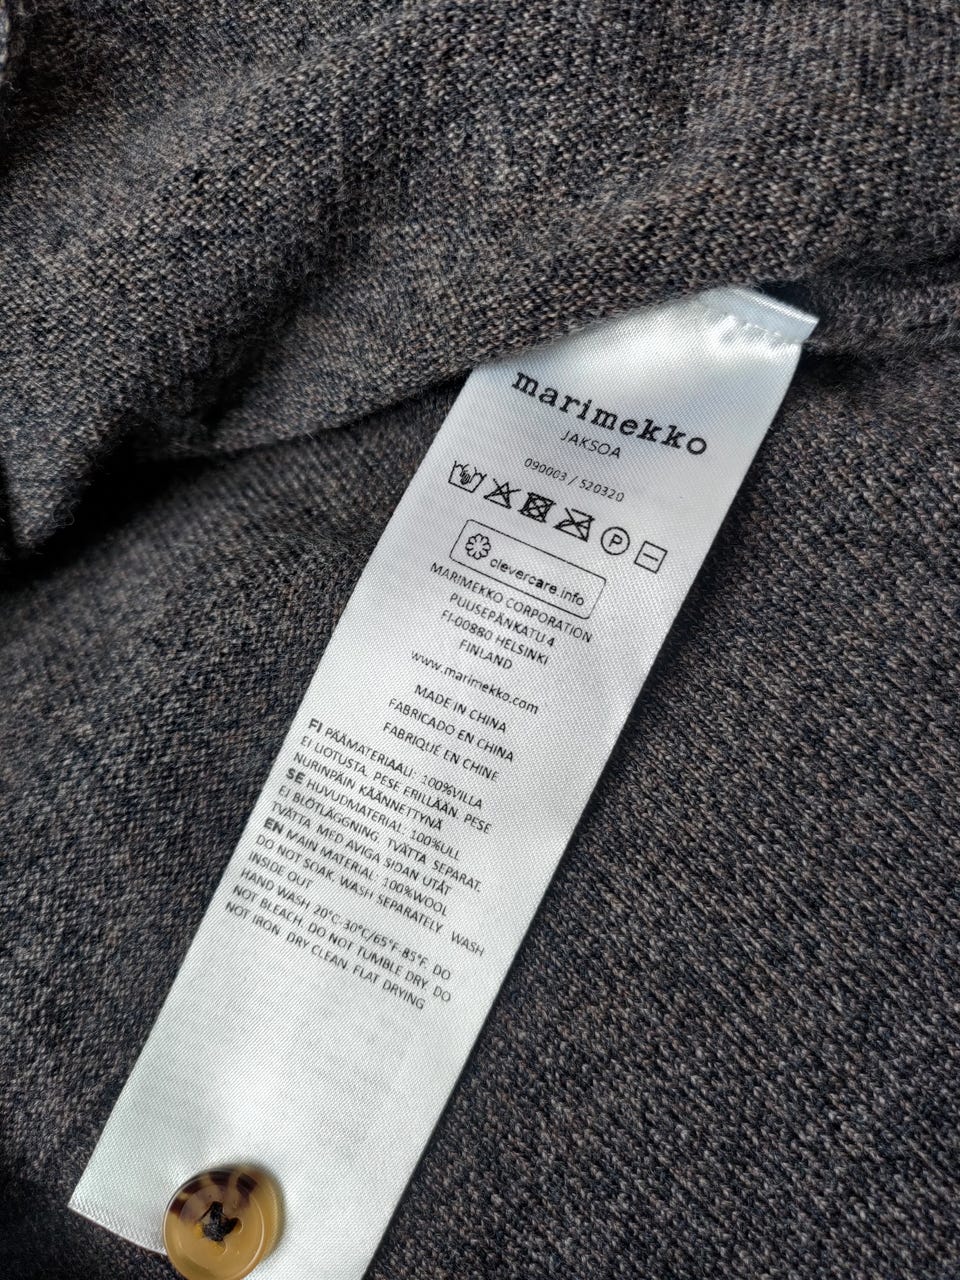 marimekko
JAKSOA
090003 / 520320
P
clevercare.info
MARIMEKKO CORPORATION
PUUSEPÄNKATU 4
FI-00880 HELSINKI
FINLAND
www.marimekko.com
MADE IN CHINA
FABRICADO EN CHINA
FABRIQUÉ EN CHINE
FI PÄÄMATERIAALI: 100%VILLA
EI LIOTUSTA. PESE ERILLÄÄN. PESE
NURINPÄIN KÄÄNNETTYNÄ
SE HUVUDMATERIAL: 100%ULL
EJ BLÖTLÄGGNING. TVÄTTA SEPARAT.
TVÄTTA MED AVIGA SIDAN UTÅT
EN MAIN MATERIAL: 100%WOOL
DO NOT SOAK. WASH SEPARATELY. WASH
INSIDE OUT
HAND WASH 20°C-30°C/65°F-85°F. DO
NOT BLEACH. DO NOT TUMBLE DRY. DO
NOT IRON. DRY CLEAN. FLAT DRYING